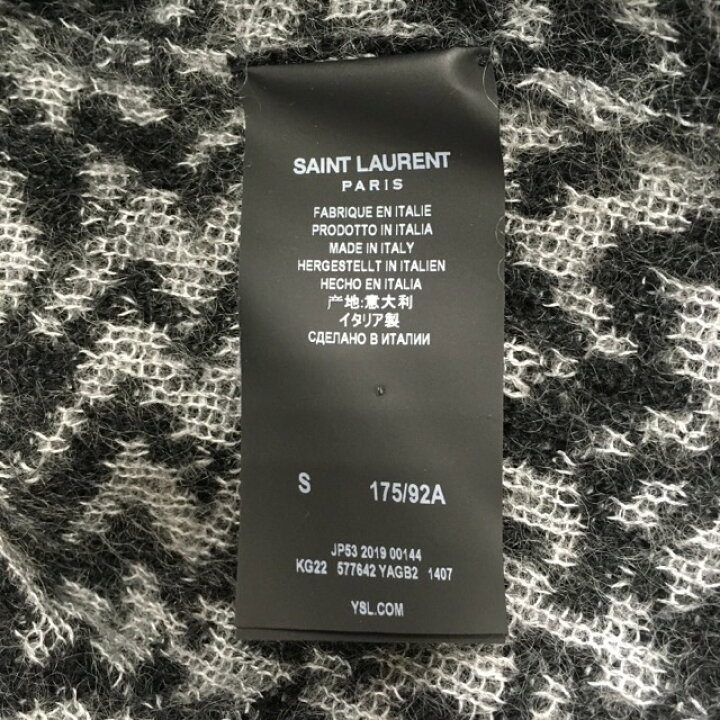 SAINT LAURENT
PARIS
FABRIQUE EN ITALIE
PRODOTTO IN ITALIA
MADE IN ITALY
HERGESTELLT IN ITALIEN
HECHO EN ITALIA
产地:意大利
イタリア製
СДЕЛАНО В ИТАЛИИ
S 175/92A
JP53 2019 00144
KG22 577642 YAGB2 1407
YSL.COM